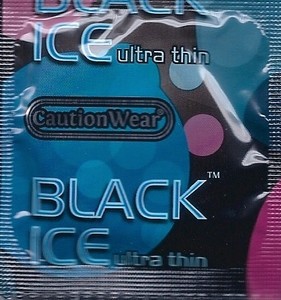 BLACK
ICE ultra thin
CautionWear
BLACK™
ICE ultra thin